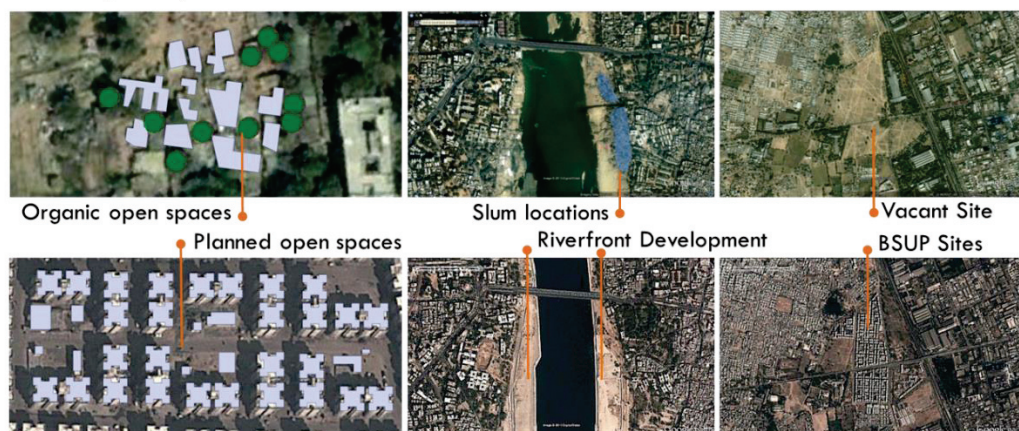 Organic open spaces
Slum locations
Vacant Site
Planned open spaces
Riverfront Development
BSUP Sites